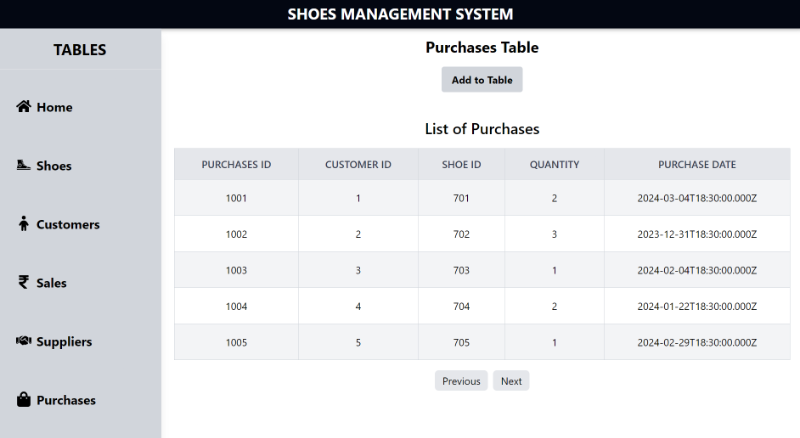 SHOES MANAGEMENT SYSTEM
TABLES
Home
Shoes
Customers
Sales
Suppliers
Purchases
Purchases Table
Add to Table
List of Purchases
PURCHASES ID CUSTOMER ID SHOE ID QUANTITY PURCHASE DATE
1001 1 701 2 2024-03-04T18:30:00.000Z
1002 2 702 3 2023-12-31T18:30:00.000Z
1003 3 703 1 2024-02-04T18:30:00.000Z
1004 4 704 2 2024-01-22T18:30:00.000Z
1005 5 705 1 2024-02-29T18:30:00.000Z
Previous Next